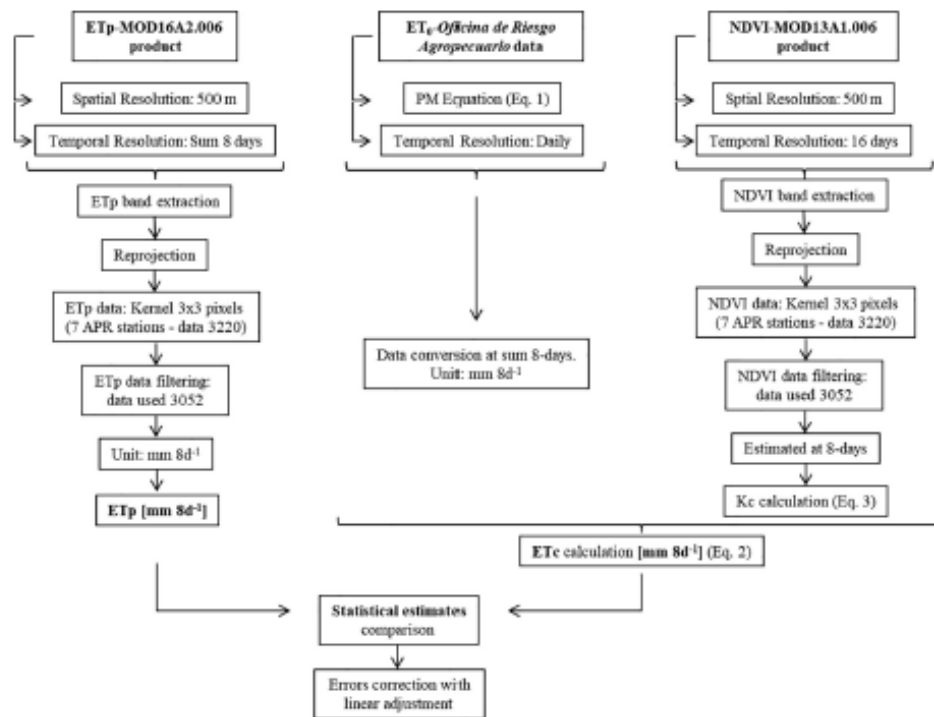 ETp-MOD16A2.006
product
Spatial Resolution: 500 m
Temporal Resolution: Sum 8 days
ETp band extraction
Reprojection
ETp data: Kernel 3x3 pixels
(7 APR stations - data 3220)
ETp data filtering:
data used 3052
Unit: mm 8d⁻¹
ETp [mm 8d⁻¹]
ET₀-Officina de Riesgo
Agropecuario data
PM Equation (Eq. 1)
Temporal Resolution: Daily
Data conversion at sum 8-days.
Unit: mm 8d⁻¹
NDVI-MOD13A1.006
product
Sptial Resolution: 500 m
Temporal Resolution: 16 days
NDVI band extraction
Reprojection
NDVI data: Kernel 3x3 pixels
(7 APR stations - data 3220)
NDVI data filtering:
data used 3052
Estimated at 8-days
Kc calculation (Eq. 3)
ETc calculation [mm 8d⁻¹] (Eq. 2)
Statistical estimates
comparison
Errors correction with
linear adjustment